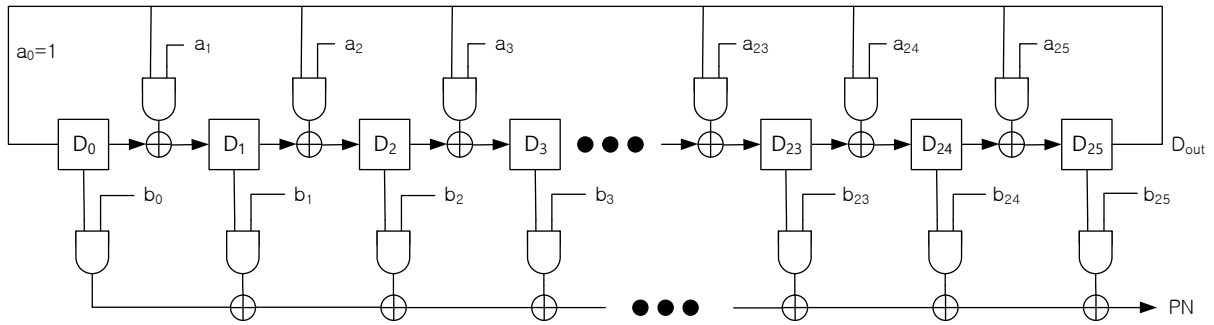 a₀=1
a₁
a₂
a₃
a₂₃
a₂₄
a₂₅
D₀
D₁
D₂
D₃
D₂₃
D₂₄
D₂₅
Dout
b₀
b₁
b₂
b₃
b₂₃
b₂₄
b₂₅
PN